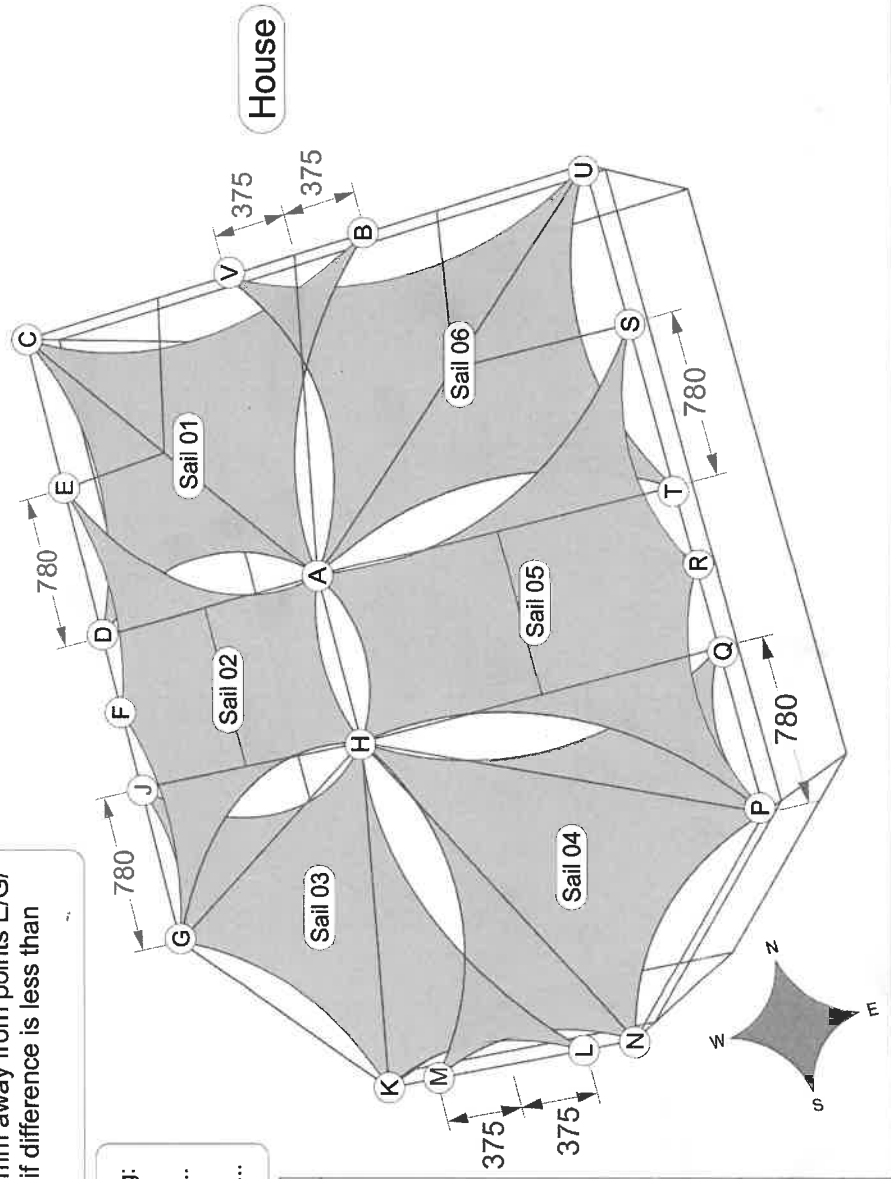 mm away from points E/G/
if difference is less than
g:
...
...
House
C
E
V
375
375
B
U
780
Sail 01
D
F
J
A
Sail 06
S
780
Sail 02
T
R
Sail 05
780
H
Q
G
Sail 03
Sail 04
780
P
K
M
L
N
375
375
N
W
E
S